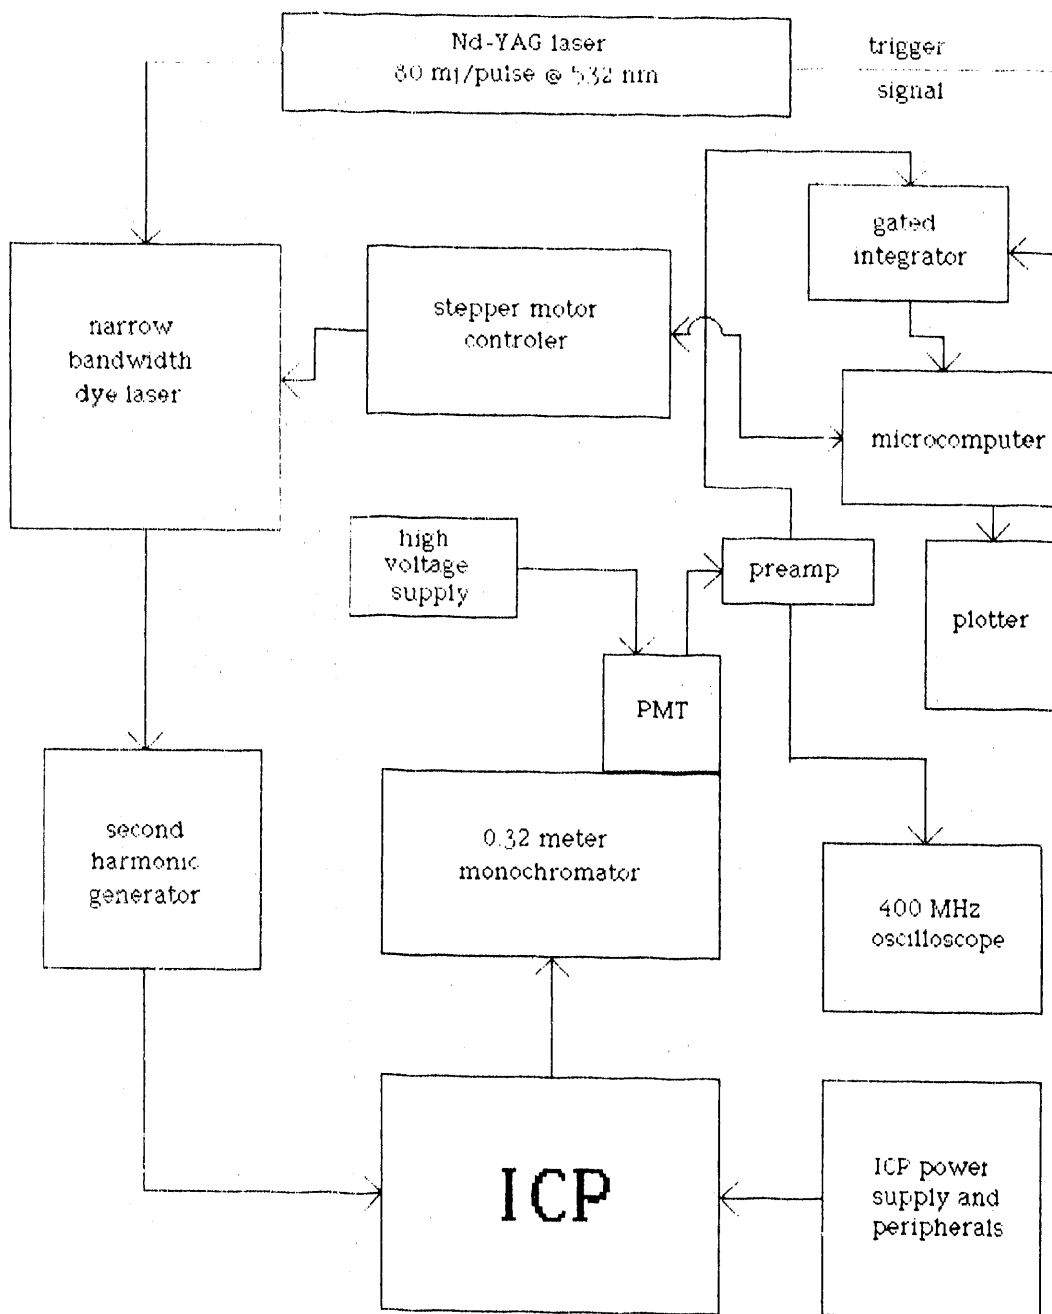 Nd-YAG laser
80 mj/pulse @ 532 nm
trigger
signal
gated
integrator
stepper motor
controler
narrow
bandwidth
dye laser
microcomputer
high
voltage
supply
preamp
plotter
PMT
second
harmonic
generator
0.32 meter
monochromator
400 MHz
oscilloscope
ICP
ICP power
supply and
peripherals